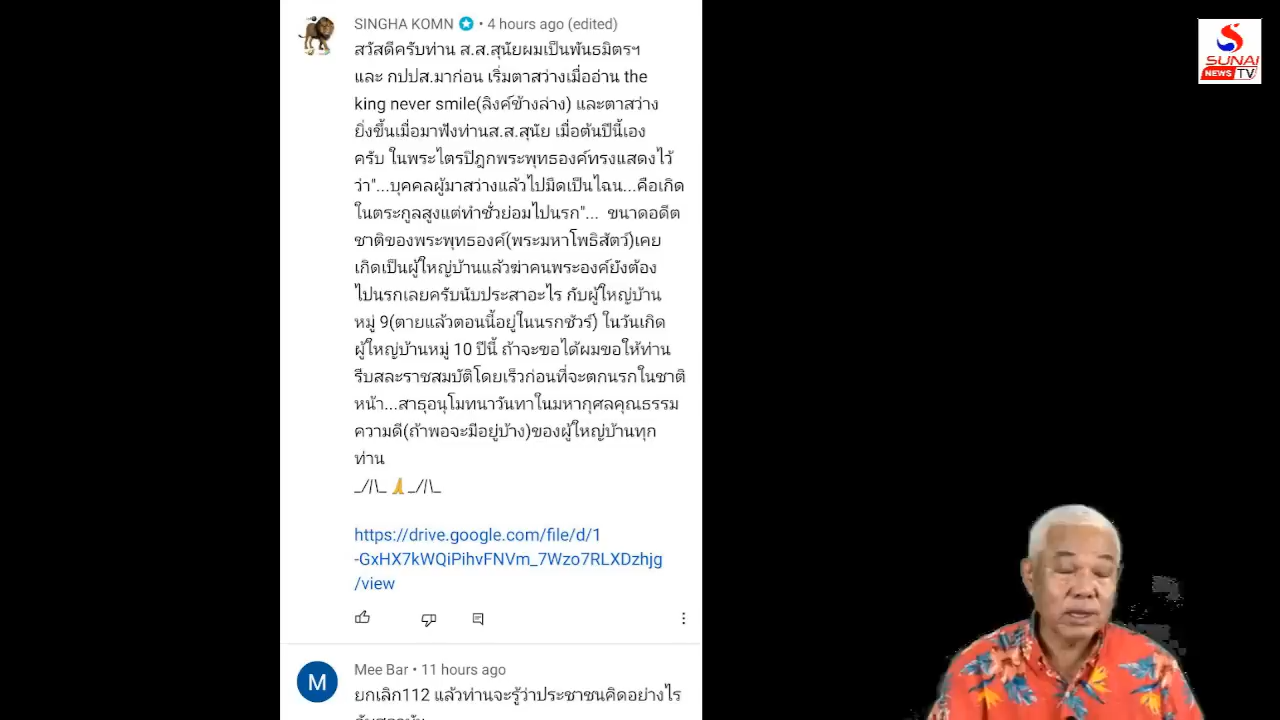 SINGHA KOMN • 4 hours ago (edited)
สวัสดีครับท่าน ส.ส.สุนัยผมเป็นพันธมิตรฯ
และ กปปส.มาก่อน เริ่มตาสว่างเมื่ออ่าน the
king never smile(ลิงค์ข้างล่าง) และตาสว่าง
ยิ่งขึ้นเมื่อมาฟังท่านส.ส.สุนัย เมื่อต้นปีนี้เอง
ครับ ในพระไตรปิฎกพระพุทธองค์ทรงแสดงไว้
ว่า"...บุคคลผู้มาสว่างแล้วไปมืดเป็นไฉน...คือเกิด
ในตระกูลสูงแต่ทำชั่วย่อมไปนรก"... ขนาดอดีต
ชาติของพระพุทธองค์(พระมหาโพธิสัตว์)เคย
เกิดเป็นผู้ใหญ่บ้านแล้วฆ่าคนพระองค์ยังต้อง
ไปนรกเลยครับนับประสาอะไร กับผู้ใหญ่บ้าน
หมู่ 9(ตายแล้วตอนนี้อยู่ในนรกชัวร์) ในวันเกิด
ผู้ใหญ่บ้านหมู่ 10 ปีนี้ ถ้าจะขอได้ผมขอให้ท่าน
รีบสละราชสมบัติโดยเร็วก่อนที่จะตกนรกในชาติ
หน้า...สาธุอนุโมทนาวันทาในมหากุศลคุณธรรม
ความดี(ถ้าพอจะมีอยู่บ้าง)ของผู้ใหญ่บ้านทุก
ท่าน
_/|\_ 🙏 _/|\_
https://drive.google.com/file/d/1
-GxHX7kWQiPihvFNVm_7Wzo7RLXDzhjg
/view
M
Mee Bar • 11 hours ago
ยกเลิก112 แล้วท่านจะรู้ว่าประชาชนคิดอย่างไร
SUNAI
NEWS TV